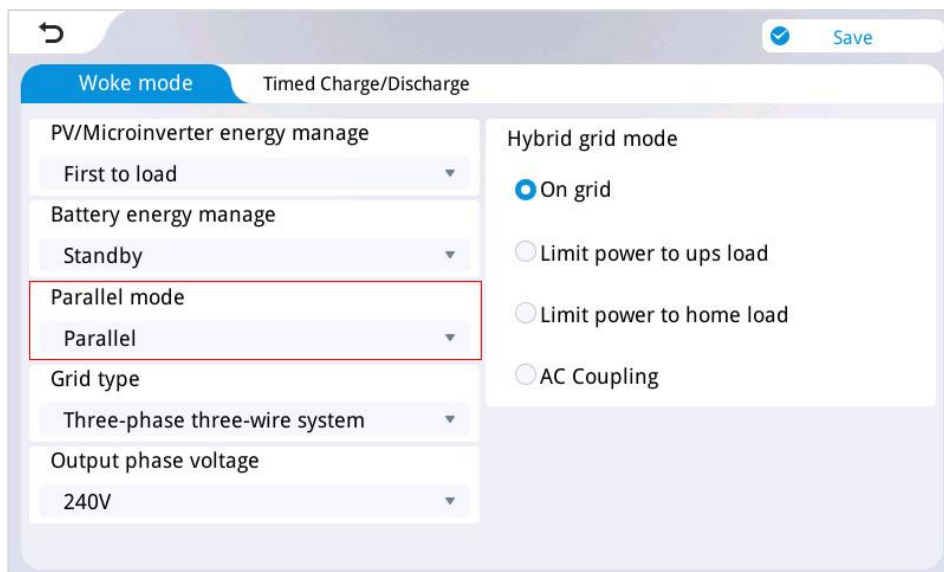 Save
Woke mode
Timed Charge/Discharge
PV/Microinverter energy manage
First to load
Battery energy manage
Standby
Parallel mode
Parallel
Grid type
Three-phase three-wire system
Output phase voltage
240V
Hybrid grid mode
On grid
Limit power to ups load
Limit power to home load
AC Coupling